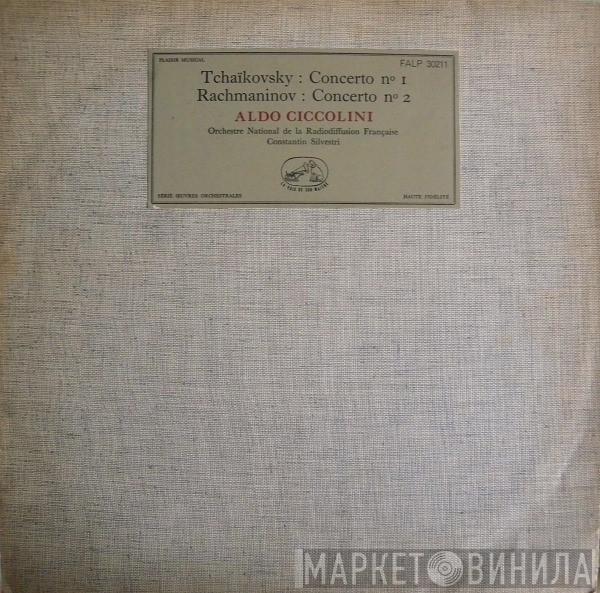 PLAISIR MUSICAL
FALP 30211
Tchaïkovsky : Concerto nº 1
Rachmaninov : Concerto nº 2
ALDO CICCOLINI
Orchestre National de la Radiodiffusion Française
Constantin Silvestri
LA VOIX DE SON MAITRE
SÉRIE ŒUVRES ORCHESTRALES
HAUTE FIDÉLITÉ
МАРКЕТ ВИНИЛА